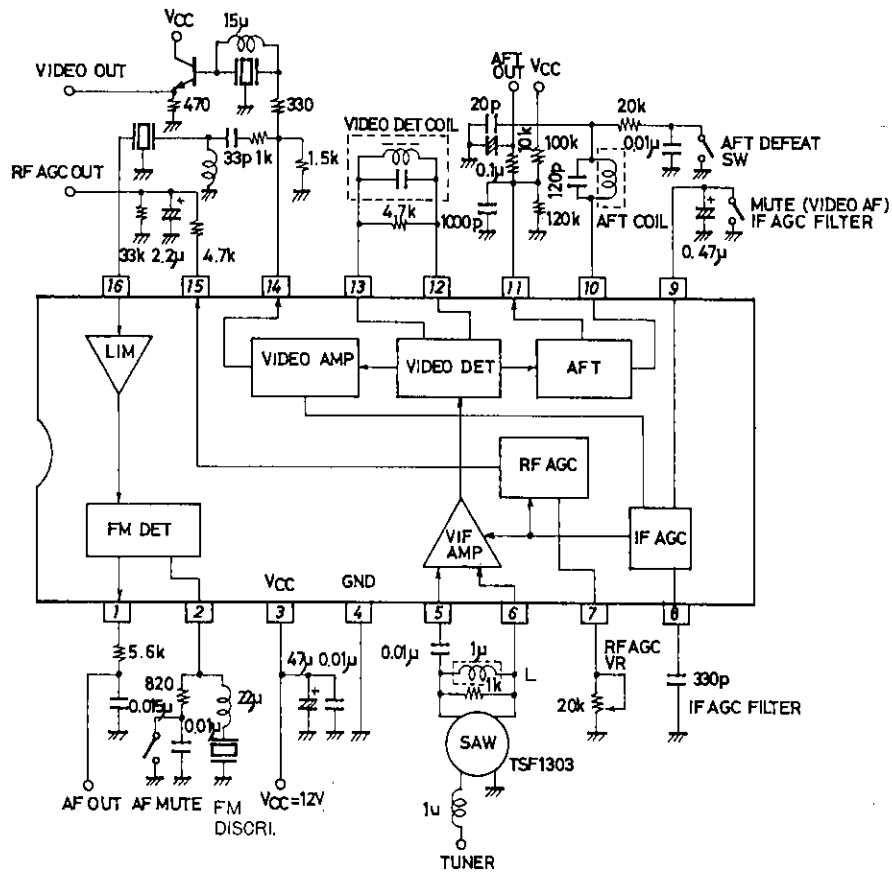 VCC
15μ
VIDEO OUT
470
330
33p 1k
1.5k
RF AGC OUT
33k
2.2μ
+
4.7k
VIDEO DET COIL
4.7k
AFT OUT
VCC
20p
10k
100k
0.1μ
1000p
120k
120p
20k
0.01μ
AFT DEFEAT SW
AFT COIL
+
MUTE (VIDEO AF)
IF AGC FILTER
0.47μ
16
15
14
13
12
11
10
9
LIM
VIDEO AMP
VIDEO DET
AFT
RF AGC
FM DET
VIF AMP
IF AGC
VCC
GND
1
2
3
4
5
6
7
8
5.6k
0.015μ
820
0.01μ
22μ
47μ
+
0.01μ
0.01μ
1μ
L
1k
RF AGC VR
20k
330p
IF AGC FILTER
SAW
TSF1303
1u
AF OUT
AF MUTE
FM DISCRI.
VCC=12V
TUNER